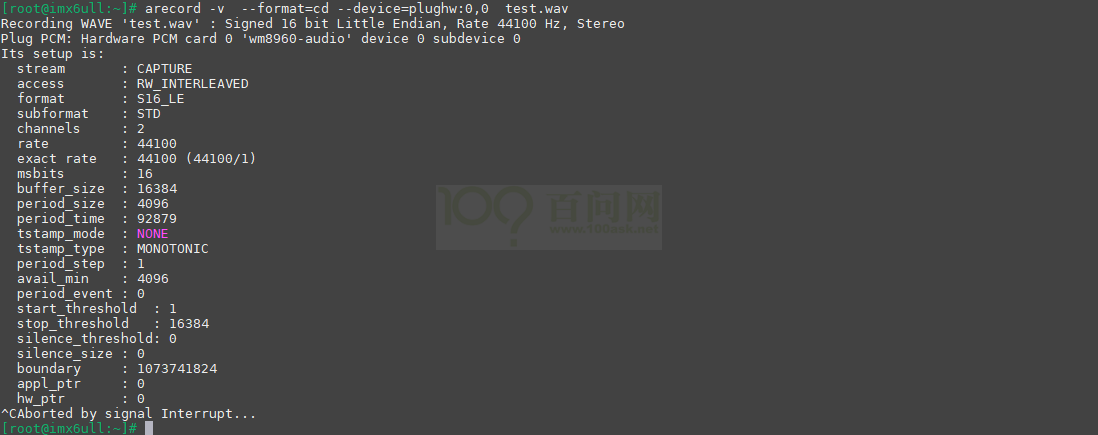 [root@imx6ull:~]# arecord -v  --format=cd --device=plughw:0,0  test.wav
Recording WAVE 'test.wav' : Signed 16 bit Little Endian, Rate 44100 Hz, Stereo
Plug PCM: Hardware PCM card 0 'wm8960-audio' device 0 subdevice 0
Its setup is:
  stream       : CAPTURE
  access       : RW_INTERLEAVED
  format       : S16_LE
  subformat    : STD
  channels     : 2
  rate         : 44100
  exact rate   : 44100 (44100/1)
  msbits       : 16
  buffer_size  : 16384
  period_size  : 4096
  period_time  : 92879
  tstamp_mode  : NONE
  tstamp_type  : MONOTONIC
  period_step  : 1
  avail_min    : 4096
  period_event : 0
  start_threshold  : 1
  stop_threshold   : 16384
  silence_threshold: 0
  silence_size : 0
  boundary     : 1073741824
  appl_ptr     : 0
  hw_ptr       : 0
^CAborted by signal Interrupt...
[root@imx6ull:~]#
100 百问网
www.100ask.net